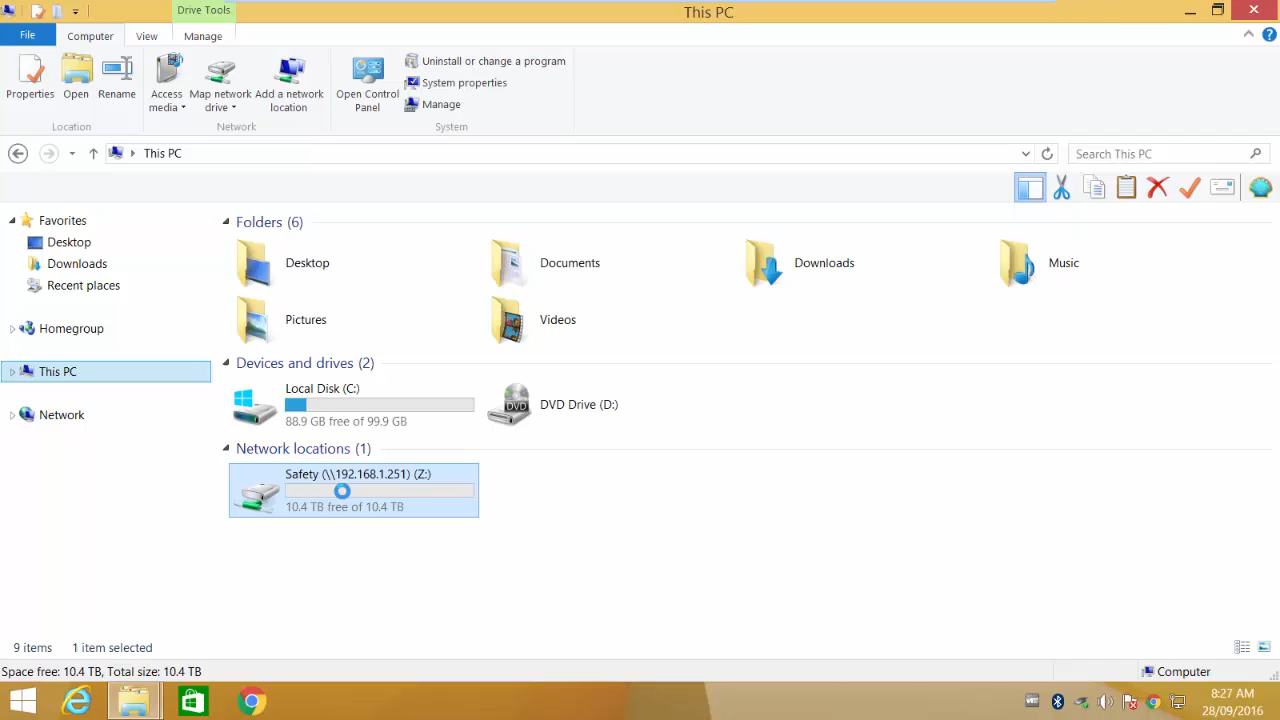 Drive Tools
This PC
File
Computer
View
Manage
Properties
Open
Rename
Access media
Map network drive
Add a network location
Open Control Panel
Uninstall or change a program
System properties
Manage
Location
Network
System
This PC
Search This PC
Favorites
Desktop
Downloads
Recent places
Homegroup
This PC
Network
Folders (6)
Desktop
Documents
Downloads
Music
Pictures
Videos
Devices and drives (2)
Local Disk (C:)
88.9 GB free of 99.9 GB
DVD
DVD Drive (D:)
Network locations (1)
Safety (\\192.168.1.251) (Z:)
10.4 TB free of 10.4 TB
9 items
1 item selected
Space free: 10.4 TB, Total size: 10.4 TB
Computer
8:27 AM
28/09/2016